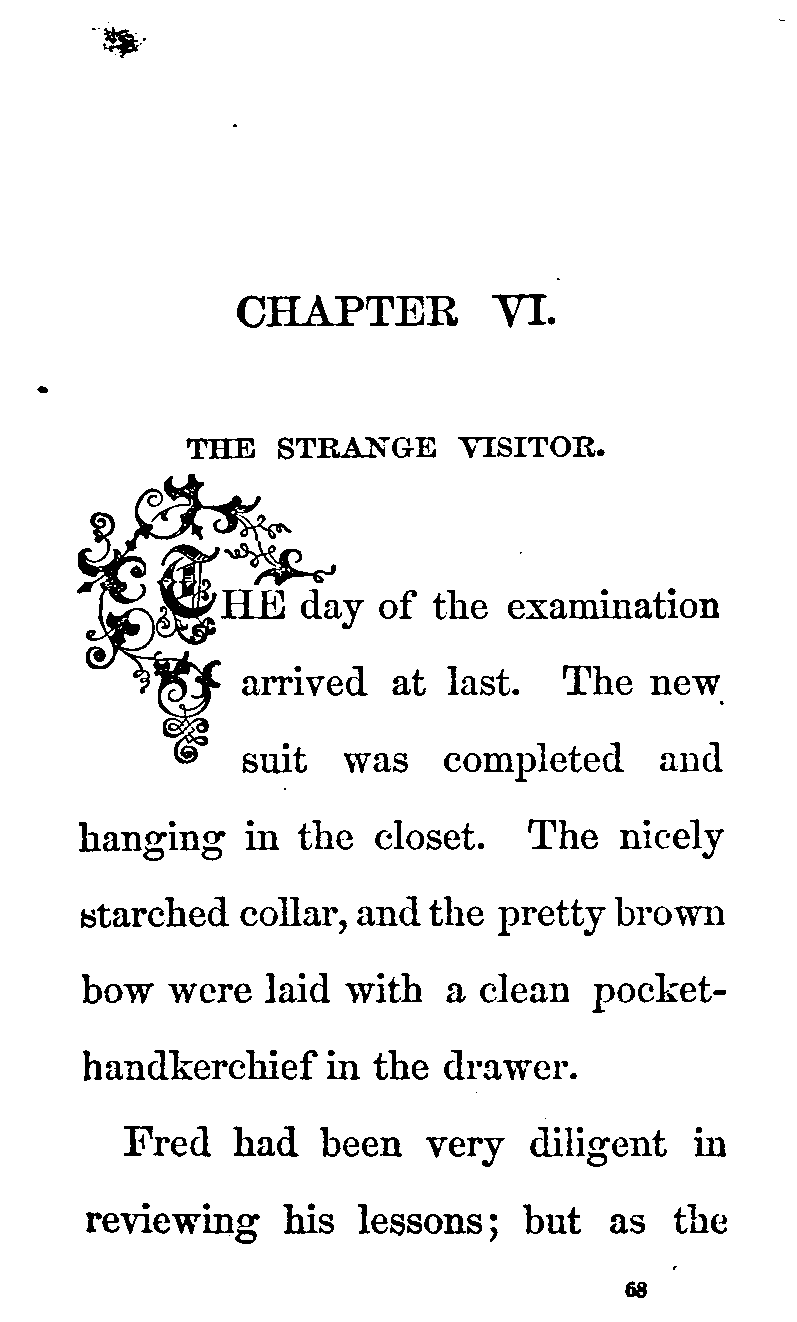 CHAPTER VI.
THE STRANGE VISITOR.
THE day of the examination
arrived at last. The new
suit was completed and
hanging in the closet. The nicely
starched collar, and the pretty brown
bow were laid with a clean pocket-
handkerchief in the drawer.
Fred had been very diligent in
reviewing his lessons; but as the
68